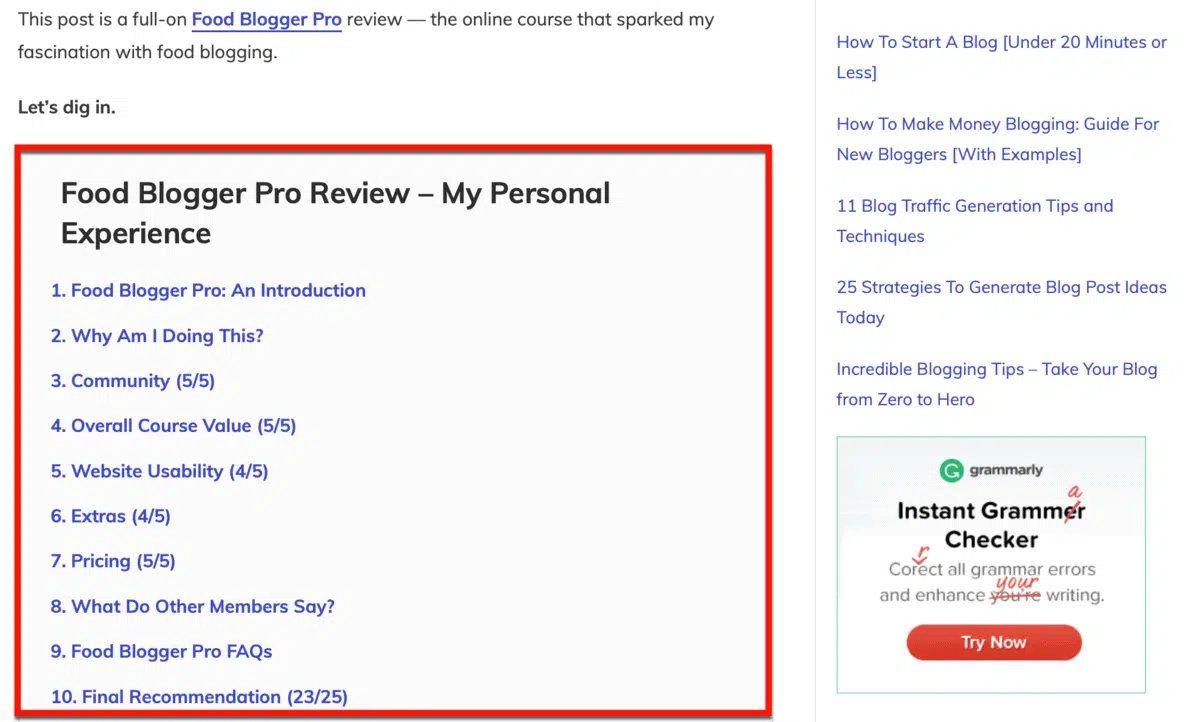 This post is a full-on Food Blogger Pro review — the online course that sparked my
fascination with food blogging.
Let's dig in.
Food Blogger Pro Review – My Personal
Experience
1. Food Blogger Pro: An Introduction
2. Why Am I Doing This?
3. Community (5/5)
4. Overall Course Value (5/5)
5. Website Usability (4/5)
6. Extras (4/5)
7. Pricing (5/5)
8. What Do Other Members Say?
9. Food Blogger Pro FAQs
10. Final Recommendation (23/25)
How To Start A Blog [Under 20 Minutes or
Less]
How To Make Money Blogging: Guide For
New Bloggers [With Examples]
11 Blog Traffic Generation Tips and
Techniques
25 Strategies To Generate Blog Post Ideas
Today
Incredible Blogging Tips – Take Your Blog
from Zero to Hero
G grammarly
a
Instant Grammer
Checker
r
Corect all grammar errors
your
and enhance you're writing.
Try Now